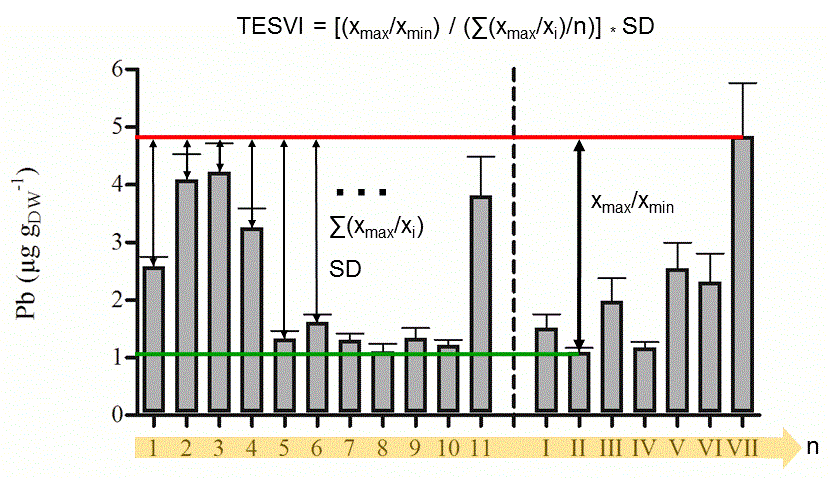 TESVI = [(xmax/xmin) / (∑(xmax/xi)/n)] * SD
Pb (µg gDW-1)
6
5
4
3
2
1
0
...
∑(xmax/xi)
SD
xmax/xmin
1 2 3 4 5 6 7 8 9 10 11 I II III IV V VI VII n